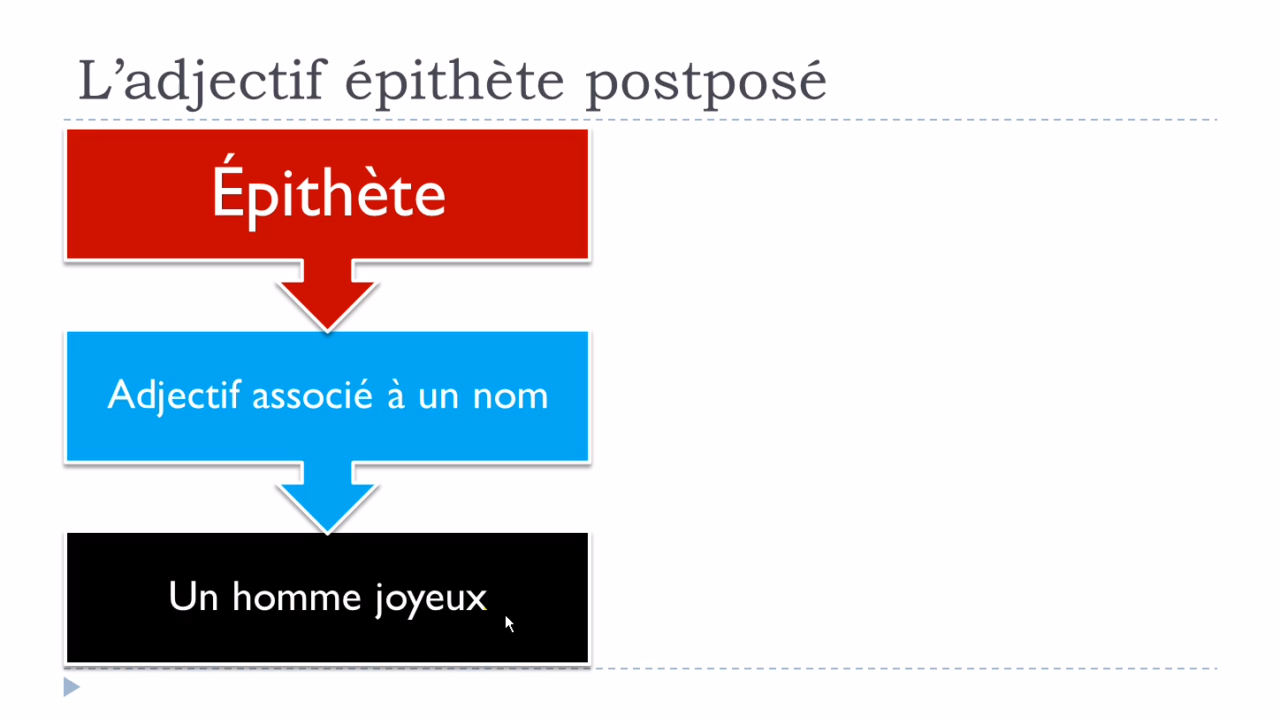 L’adjectif épithète postposé
Épithète
Adjectif associé à un nom
Un homme joyeux